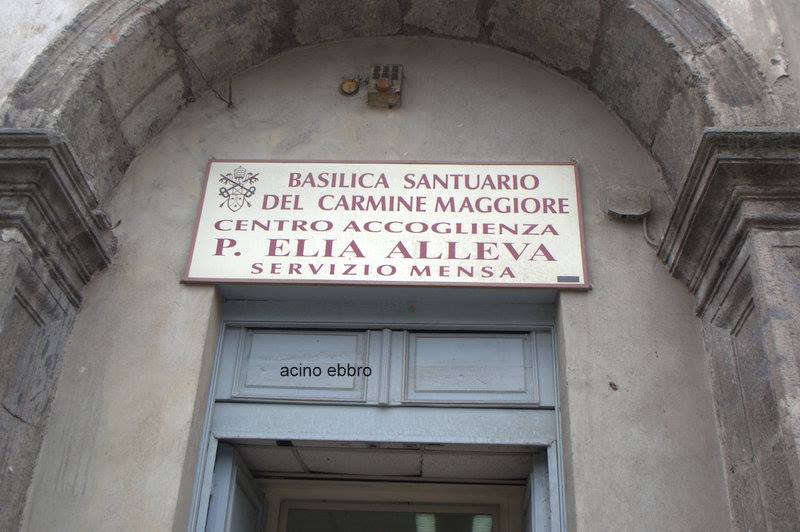 BASILICA SANTUARIO
DEL CARMINE MAGGIORE
CENTRO ACCOGLIENZA
P. ELIA ALLEVA
SERVIZIO MENSA
acino ebbro